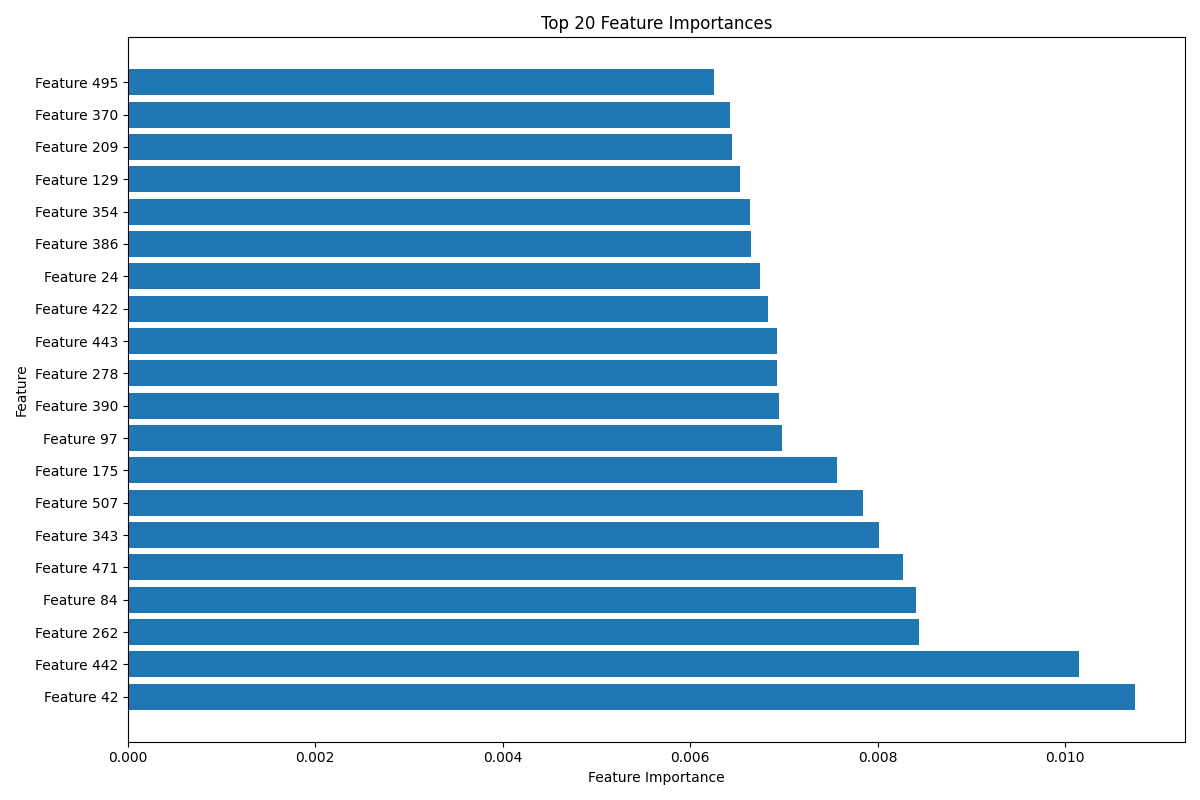 Top 20 Feature Importances
Feature 495
Feature 370
Feature 209
Feature 129
Feature 354
Feature 386
Feature 24
Feature 422
Feature 443
Feature 278
Feature 390
Feature 97
Feature 175
Feature 507
Feature 343
Feature 471
Feature 84
Feature 262
Feature 442
Feature 42
Feature
0.000 0.002 0.004 0.006 0.008 0.010
Feature Importance